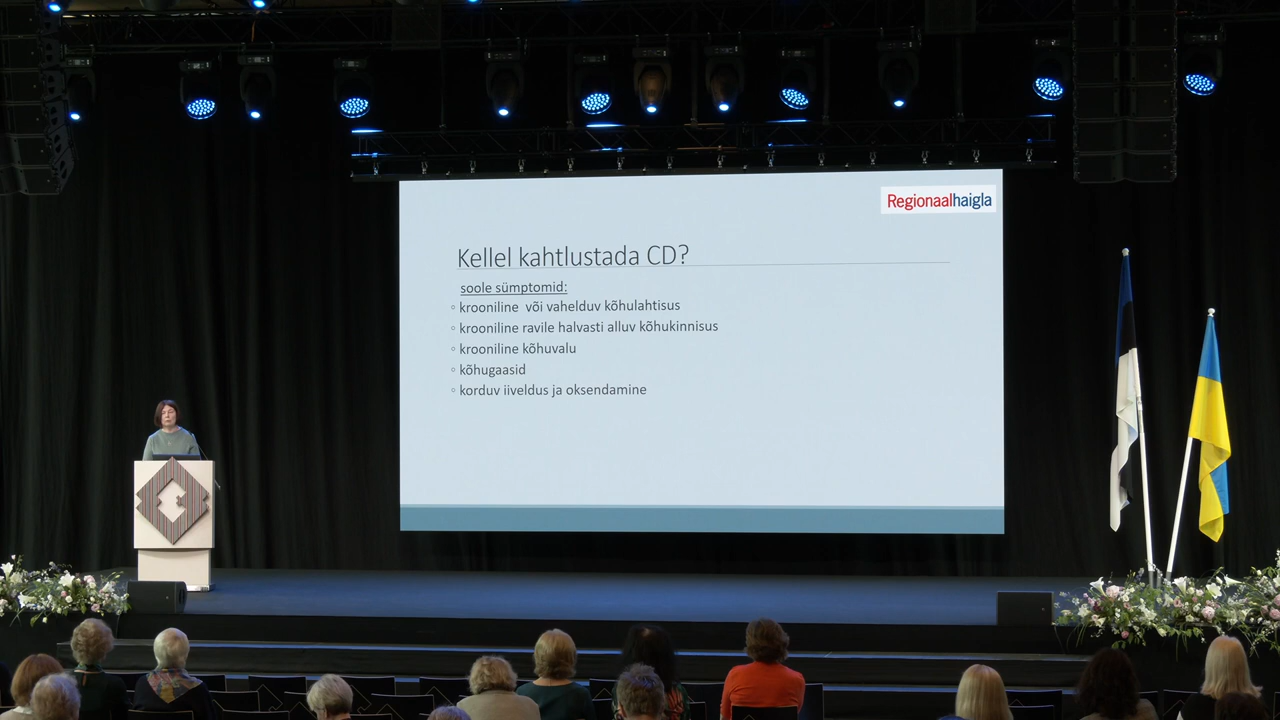 Regionaalhaigla
Kellel kahtlustada CD?
soole sümptomid:
◦ krooniline või vahelduv kõhulahtisus
◦ krooniline ravile halvasti alluv kõhukinnisus
◦ krooniline kõhuvalu
◦ kõhugaasid
◦ korduv iiveldus ja oksendamine